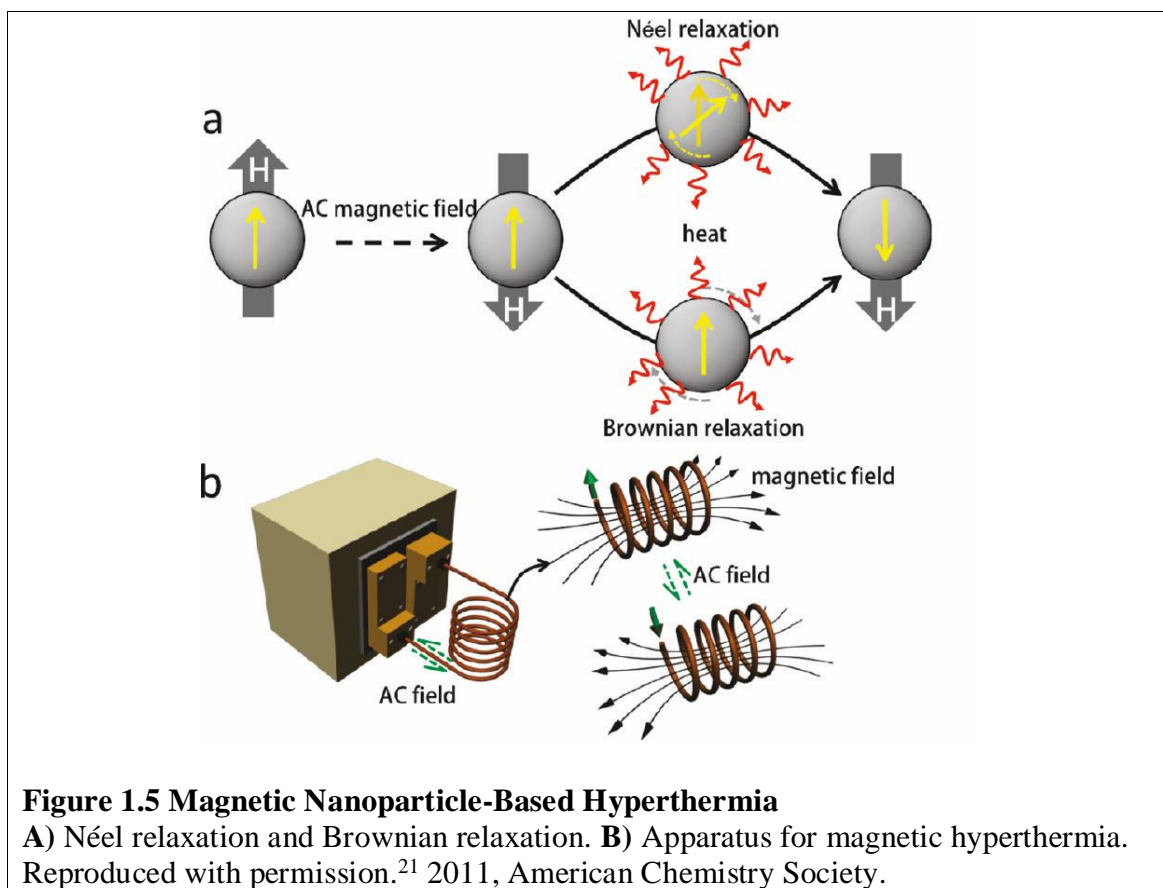 Néel relaxation
a
H
AC magnetic field
heat
H
H
Brownian relaxation
b
magnetic field
AC field
AC field
Figure 1.5 Magnetic Nanoparticle-Based Hyperthermia
A) Néel relaxation and Brownian relaxation. B) Apparatus for magnetic hyperthermia.
Reproduced with permission.21 2011, American Chemistry Society.